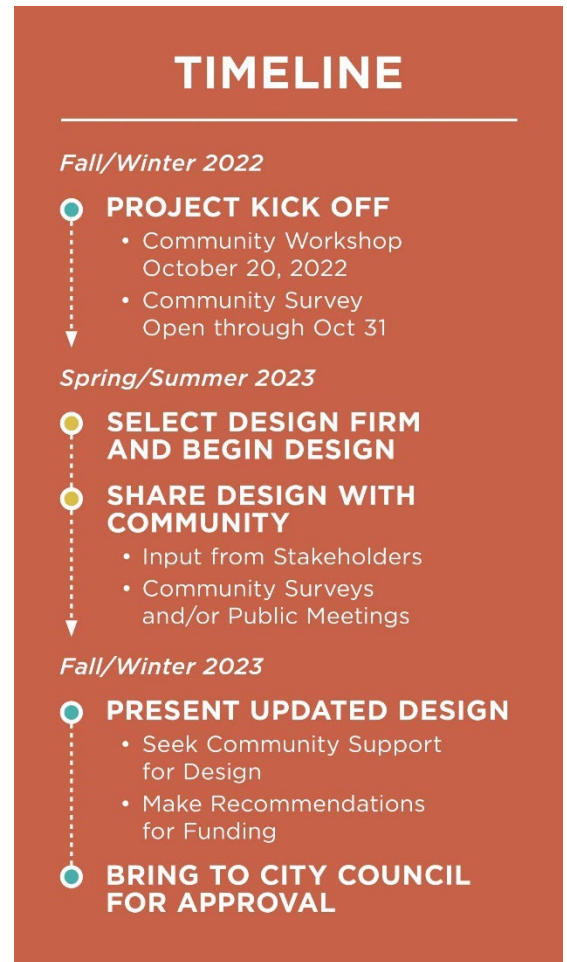 TIMELINE
Fall/Winter 2022
PROJECT KICK OFF
• Community Workshop
October 20, 2022
• Community Survey
Open through Oct 31
Spring/Summer 2023
SELECT DESIGN FIRM
AND BEGIN DESIGN
SHARE DESIGN WITH
COMMUNITY
• Input from Stakeholders
• Community Surveys
and/or Public Meetings
Fall/Winter 2023
PRESENT UPDATED DESIGN
• Seek Community Support
for Design
• Make Recommendations
for Funding
BRING TO CITY COUNCIL
FOR APPROVAL